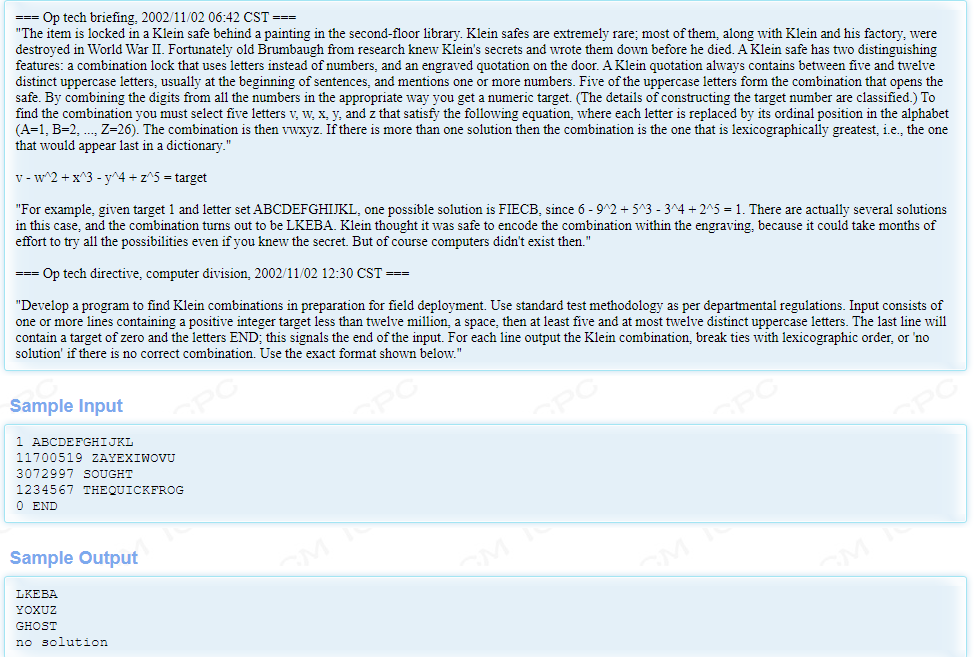 === Op tech briefing, 2002/11/02 06:42 CST ===
"The item is locked in a Klein safe behind a painting in the second-floor library. Klein safes are extremely rare; most of them, along with Klein and his factory, were
destroyed in World War II. Fortunately old Brumbaugh from research knew Klein's secrets and wrote them down before he died. A Klein safe has two distinguishing
features: a combination lock that uses letters instead of numbers, and an engraved quotation on the door. A Klein quotation always contains between five and twelve
distinct uppercase letters, usually at the beginning of sentences, and mentions one or more numbers. Five of the uppercase letters form the combination that opens the
safe. By combining the digits from all the numbers in the appropriate way you get a numeric target. (The details of constructing the target number are classified.) To
find the combination you must select five letters v, w, x, y, and z that satisfy the following equation, where each letter is replaced by its ordinal position in the alphabet
(A=1, B=2, ..., Z=26). The combination is then vwxyz. If there is more than one solution then the combination is the one that is lexicographically greatest, i.e., the one
that would appear last in a dictionary."
v - w^2 + x^3 - y^4 + z^5 = target
"For example, given target 1 and letter set ABCDEFGHIJKL, one possible solution is FIECB, since 6 - 9^2 + 5^3 - 3^4 + 2^5 = 1. There are actually several solutions
in this case, and the combination turns out to be LKEBA. Klein thought it was safe to encode the combination within the engraving, because it could take months of
effort to try all the possibilities even if you knew the secret. But of course computers didn't exist then."
=== Op tech directive, computer division, 2002/11/02 12:30 CST ===
"Develop a program to find Klein combinations in preparation for field deployment. Use standard test methodology as per departmental regulations. Input consists of
one or more lines containing a positive integer target less than twelve million, a space, then at least five and at most twelve distinct uppercase letters. The last line will
contain a target of zero and the letters END; this signals the end of the input. For each line output the Klein combination, break ties with lexicographic order, or 'no
solution' if there is no correct combination. Use the exact format shown below."
Sample Input
1 ABCDEFGHIJKL
11700519 ZAYEXIWOVU
3072997 SOUGHT
1234567 THEQUICKFROG
0 END
Sample Output
LKEBA
YOXUZ
GHOST
no solution